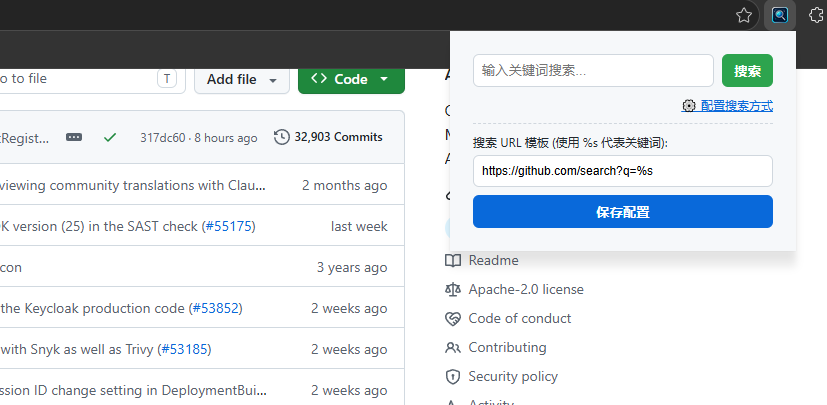 o to file
T
Add file
Code
tRegist...
317dc60 · 8 hours ago
32,903 Commits
viewing community translations with Clau...
2 months ago
K version (25) in the SAST check (#55175)
last week
con
3 years ago
the Keycloak production code (#53852)
2 weeks ago
with Snyk as well as Trivy (#53185)
2 weeks ago
ssion ID change setting in DeploymentBui...
2 weeks ago
输入关键词搜索...
搜索
配置搜索方式
搜索 URL 模板 (使用 %s 代表关键词):
https://github.com/search?q=%s
保存配置
Readme
Apache-2.0 license
Code of conduct
Contributing
Security policy
Activity